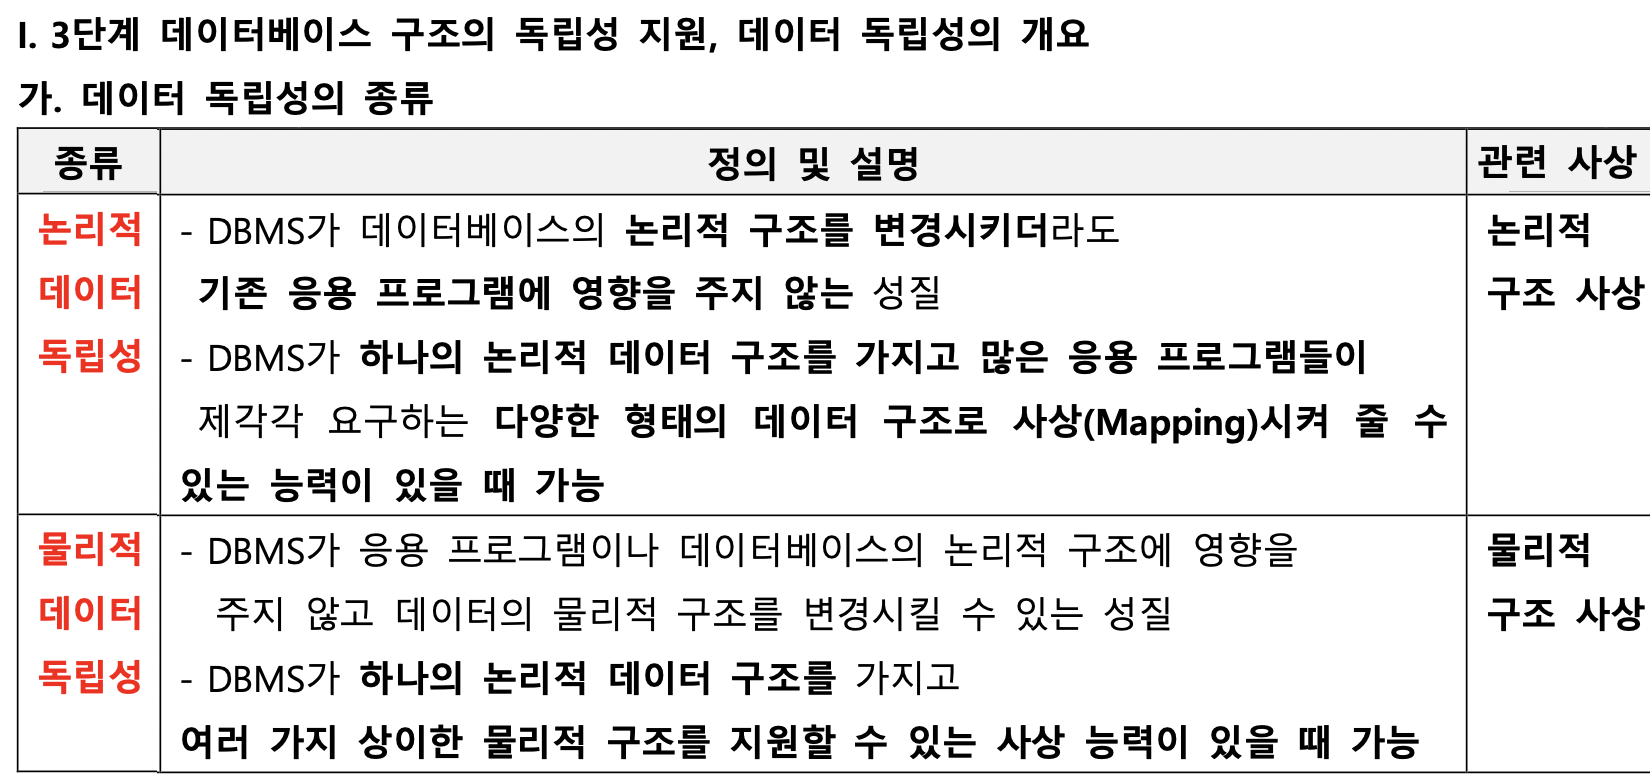 I. 3단계 데이터베이스 구조의 독립성 지원, 데이터 독립성의 개요
가. 데이터 독립성의 종류
종류 정의 및 설명 관련 사상
논리적 데이터 독립성
- DBMS가 데이터베이스의 논리적 구조를 변경시키더라도
기존 응용 프로그램에 영향을 주지 않는 성질
- DBMS가 하나의 논리적 데이터 구조를 가지고 많은 응용 프로그램들이
제각각 요구하는 다양한 형태의 데이터 구조로 사상(Mapping)시켜 줄 수
있는 능력이 있을 때 가능
논리적
구조 사상
물리적 데이터 독립성
- DBMS가 응용 프로그램이나 데이터베이스의 논리적 구조에 영향을
주지 않고 데이터의 물리적 구조를 변경시킬 수 있는 성질
- DBMS가 하나의 논리적 데이터 구조를 가지고
여러 가지 상이한 물리적 구조를 지원할 수 있는 사상 능력이 있을 때 가능
물리적
구조 사상